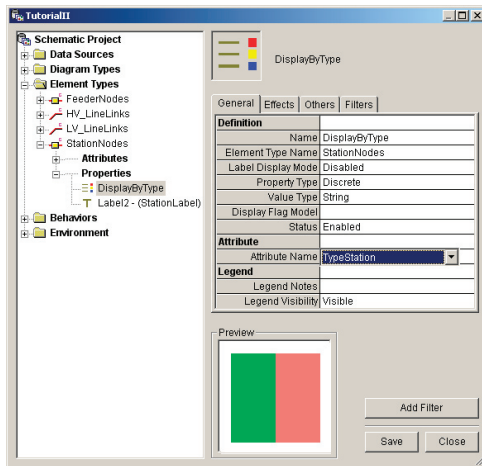 TutorialII
Schematic Project
Data Sources
Diagram Types
Element Types
FeederNodes
HV_LineLinks
LV_LineLinks
StationNodes
Attributes
Properties
DisplayByType
Label2 - (StationLabel)
Behaviors
Environment
DisplayByType
General Effects Others Filters
Definition
Name DisplayByType
Element Type Name StationNodes
Label Display Mode Disabled
Property Type Discrete
Value Type String
Display Flag Model
Status Enabled
Attribute
Attribute Name TypeStation
Legend
Legend Notes
Legend Visibility Visible
Preview
Add Filter
Save Close